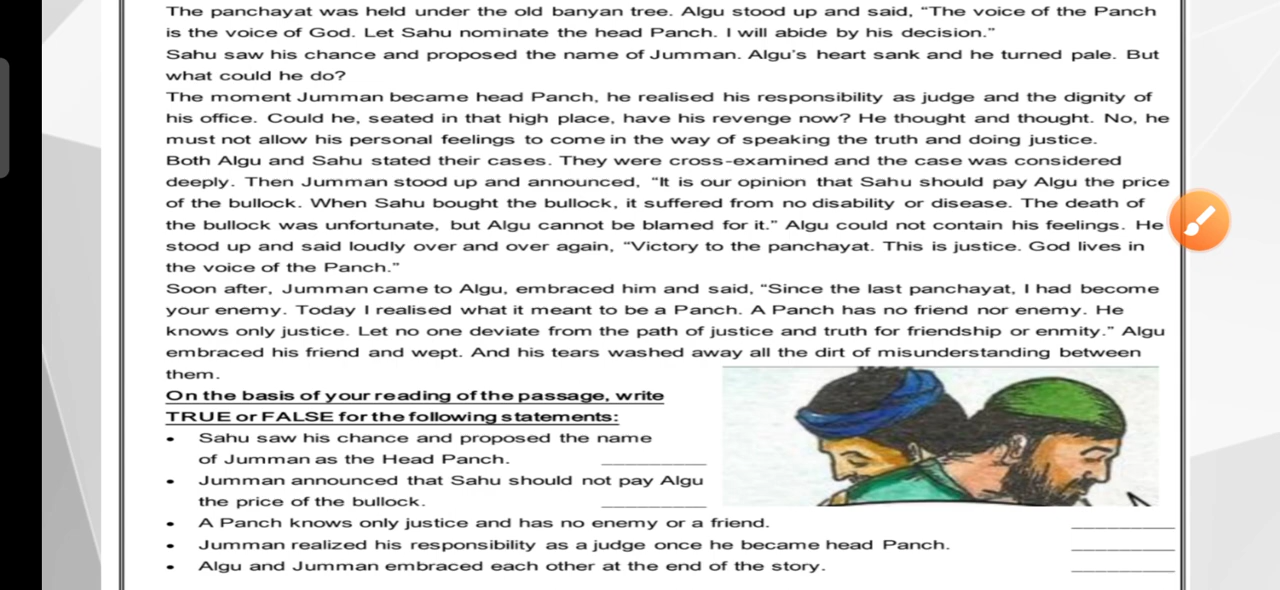 The panchayat was held under the old banyan tree. Algu stood up and said, “The voice of the Panch
is the voice of God. Let Sahu nominate the head Panch. I will abide by his decision.”
Sahu saw his chance and proposed the name of Jumman. Algu’s heart sank and he turned pale. But
what could he do?
The moment Jumman became head Panch, he realised his responsibility as judge and the dignity of
his office. Could he, seated in that high place, have his revenge now? He thought and thought. No, he
must not allow his personal feelings to come in the way of speaking the truth and doing justice.
Both Algu and Sahu stated their cases. They were cross-examined and the case was considered
deeply. Then Jumman stood up and announced, “It is our opinion that Sahu should pay Algu the price
of the bullock. When Sahu bought the bullock, it suffered from no disability or disease. The death of
the bullock was unfortunate, but Algu cannot be blamed for it.” Algu could not contain his feelings. He
stood up and said loudly over and over again, “Victory to the panchayat. This is justice. God lives in
the voice of the Panch.”
Soon after, Jumman came to Algu, embraced him and said, “Since the last panchayat, I had become
your enemy. Today I realised what it meant to be a Panch. A Panch has no friend nor enemy. He
knows only justice. Let no one deviate from the path of justice and truth for friendship or enmity.” Algu
embraced his friend and wept. And his tears washed away all the dirt of misunderstanding between
them.
On the basis of your reading of the passage, write
TRUE or FALSE for the following statements:
• Sahu saw his chance and proposed the name
of Jumman as the Head Panch. __________
• Jumman announced that Sahu should not pay Algu
the price of the bullock. __________
• A Panch knows only justice and has no enemy or a friend. __________
• Jumman realized his responsibility as a judge once he became head Panch. __________
• Algu and Jumman embraced each other at the end of the story. __________